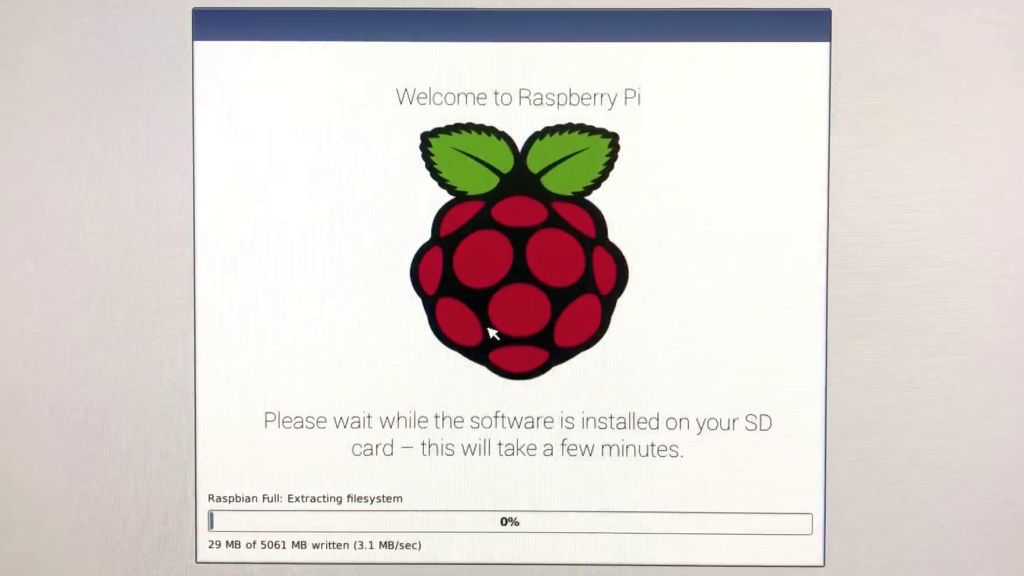 Welcome to Raspberry Pi
Please wait while the software is installed on your SD
card – this will take a few minutes.
Raspbian Full: Extracting filesystem
0%
29 MB of 5061 MB written (3.1 MB/sec)